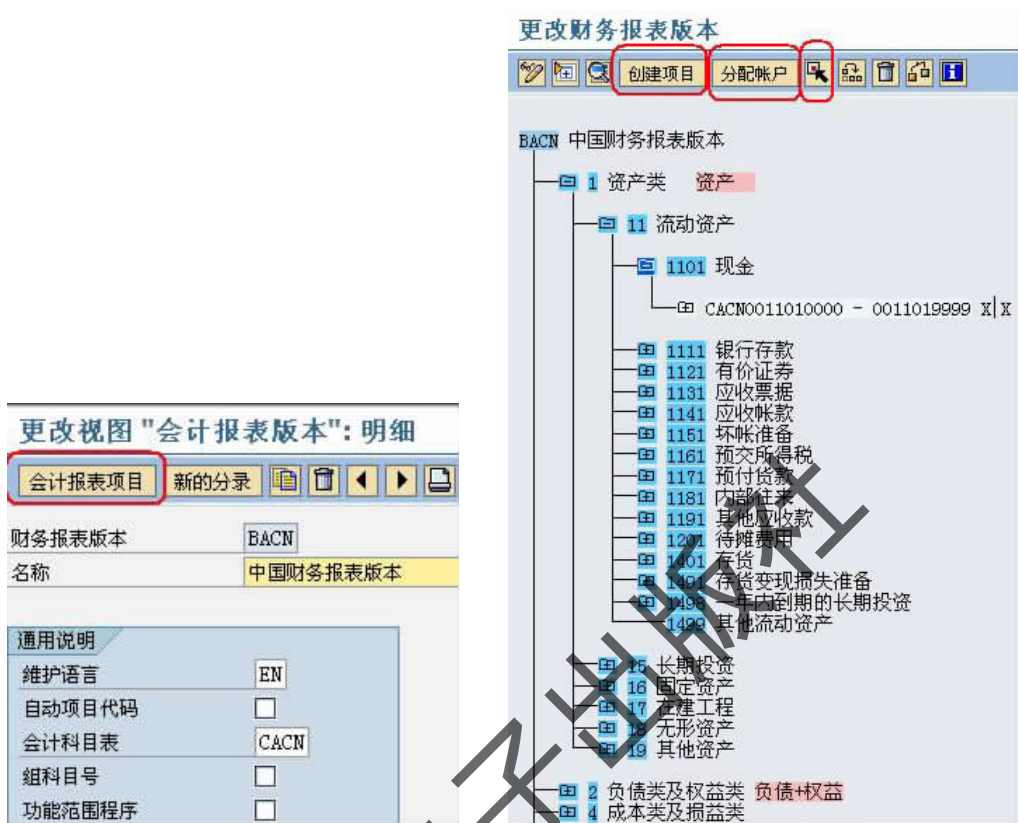 更改财务报表版本
创建项目 分配帐户
BACN 中国财务报表版本
1 资产类 资产
11 流动资产
1101 现金
CACN0011010000 - 0011019999 X X
1111 银行存款
1121 有价证券
1131 应收票据
1141 应收帐款
1151 坏帐准备
1161 预交所得税
1171 预付货款
1181 内部往来
1191 其他应收款
1201 待摊费用
1401 存货
1491 存货变现损失准备
1498 一年内到期的长期投资
1499 其他流动资产
15 长期投资
16 固定资产
17 在建工程
18 无形资产
19 其他资产
2 负债类及权益类 负债+权益
4 成本类及损益类
更改视图 "会计报表版本": 明细
会计报表项目 新的分录
财务报表版本 BACN
名称 中国财务报表版本
通用说明
维护语言 EN
自动项目代码
会计科目表 CACN
组科目号
功能范围程序
子出版社